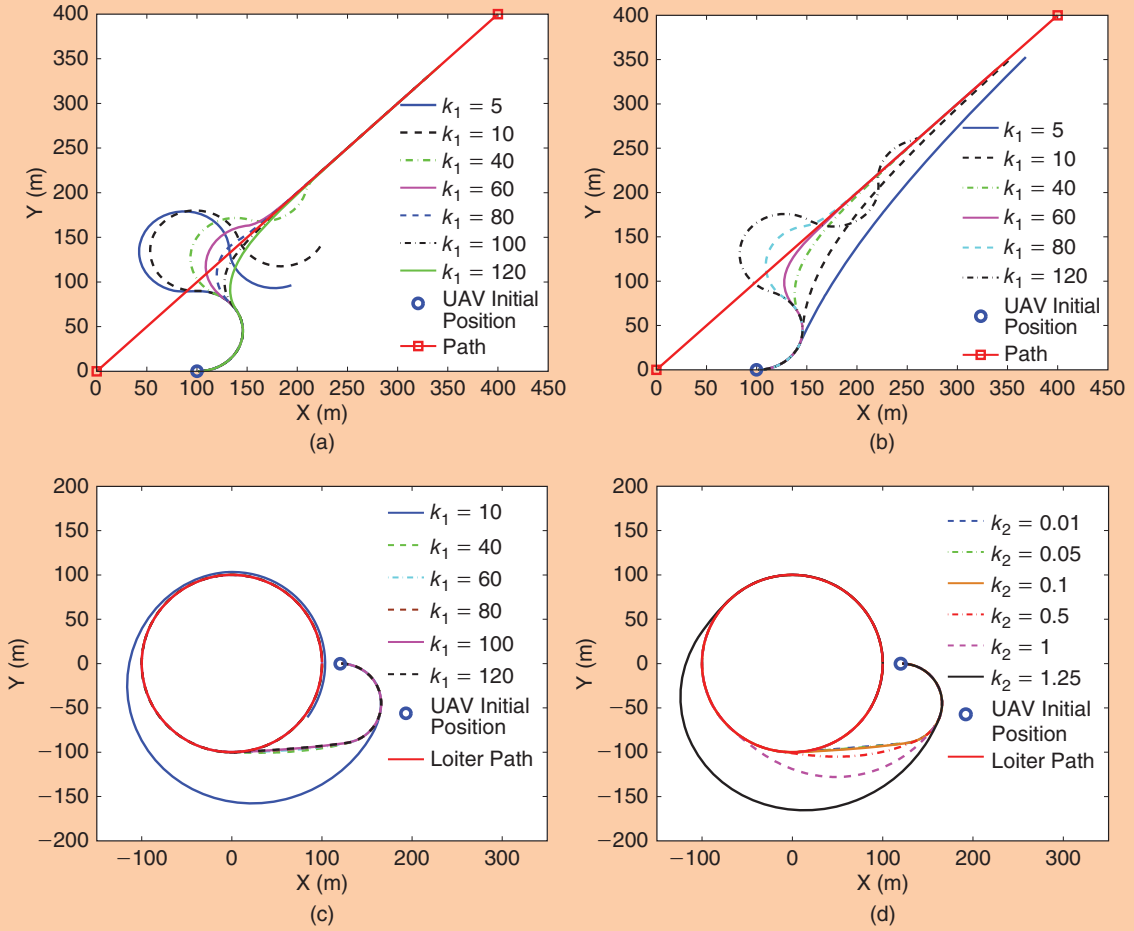 400
350
300
250
200
150
100
50
0
Y (m)
0 50 100 150 200 250 300 350 400 450
X (m)
k1 = 5
k1 = 10
k1 = 40
k1 = 60
k1 = 80
k1 = 100
k1 = 120
UAV Initial
Position
Path
(a)
400
350
300
250
200
150
100
50
0
Y (m)
0 50 100 150 200 250 300 350 400 450
X (m)
k1 = 5
k1 = 10
k1 = 40
k1 = 60
k1 = 80
k1 = 120
UAV Initial
Position
Path
(b)
200
150
100
50
0
−50
−100
−150
−200
Y (m)
−100 0 100 200 300
X (m)
k1 = 10
k1 = 40
k1 = 60
k1 = 80
k1 = 100
k1 = 120
UAV Initial
Position
Loiter Path
(c)
200
150
100
50
0
−50
−100
−150
−200
Y (m)
−100 0 100 200 300
X (m)
k2 = 0.01
k2 = 0.05
k2 = 0.1
k2 = 0.5
k2 = 1
k2 = 1.25
UAV Initial
Position
Loiter Path
(d)